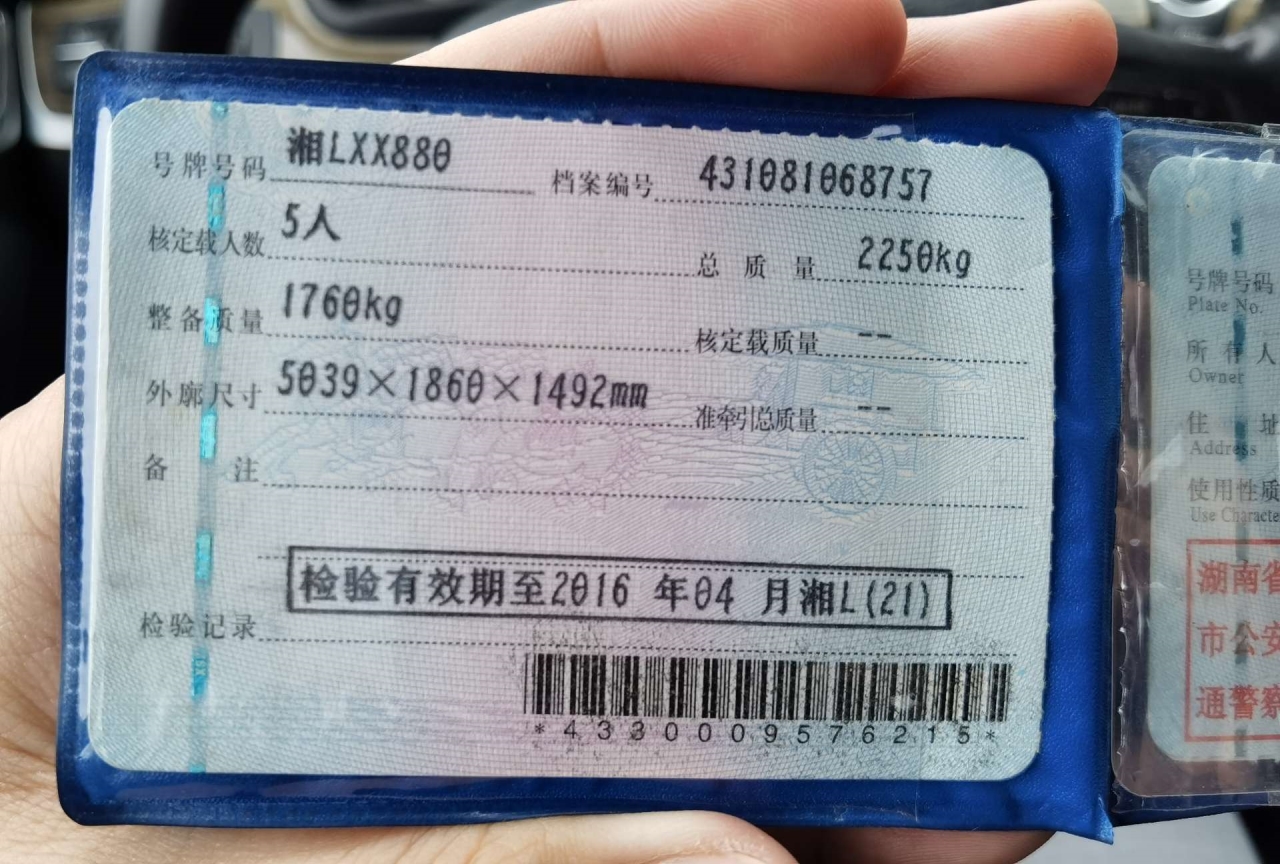 号牌号码 湘LXX880 档案编号 431081068757
核定载人数 5人 总质量 2250kg
整备质量 1760kg 核定载质量 --
外廓尺寸 5039×1860×1492mm 准牵引总质量 --
备注
检验有效期至2016 年04 月湘L(21)
检验记录
*4330009576215*
号牌号码
Plate No.
所有人
Owner
住址
Address
使用性质
Use Characte
湖南省
市公安
通警察